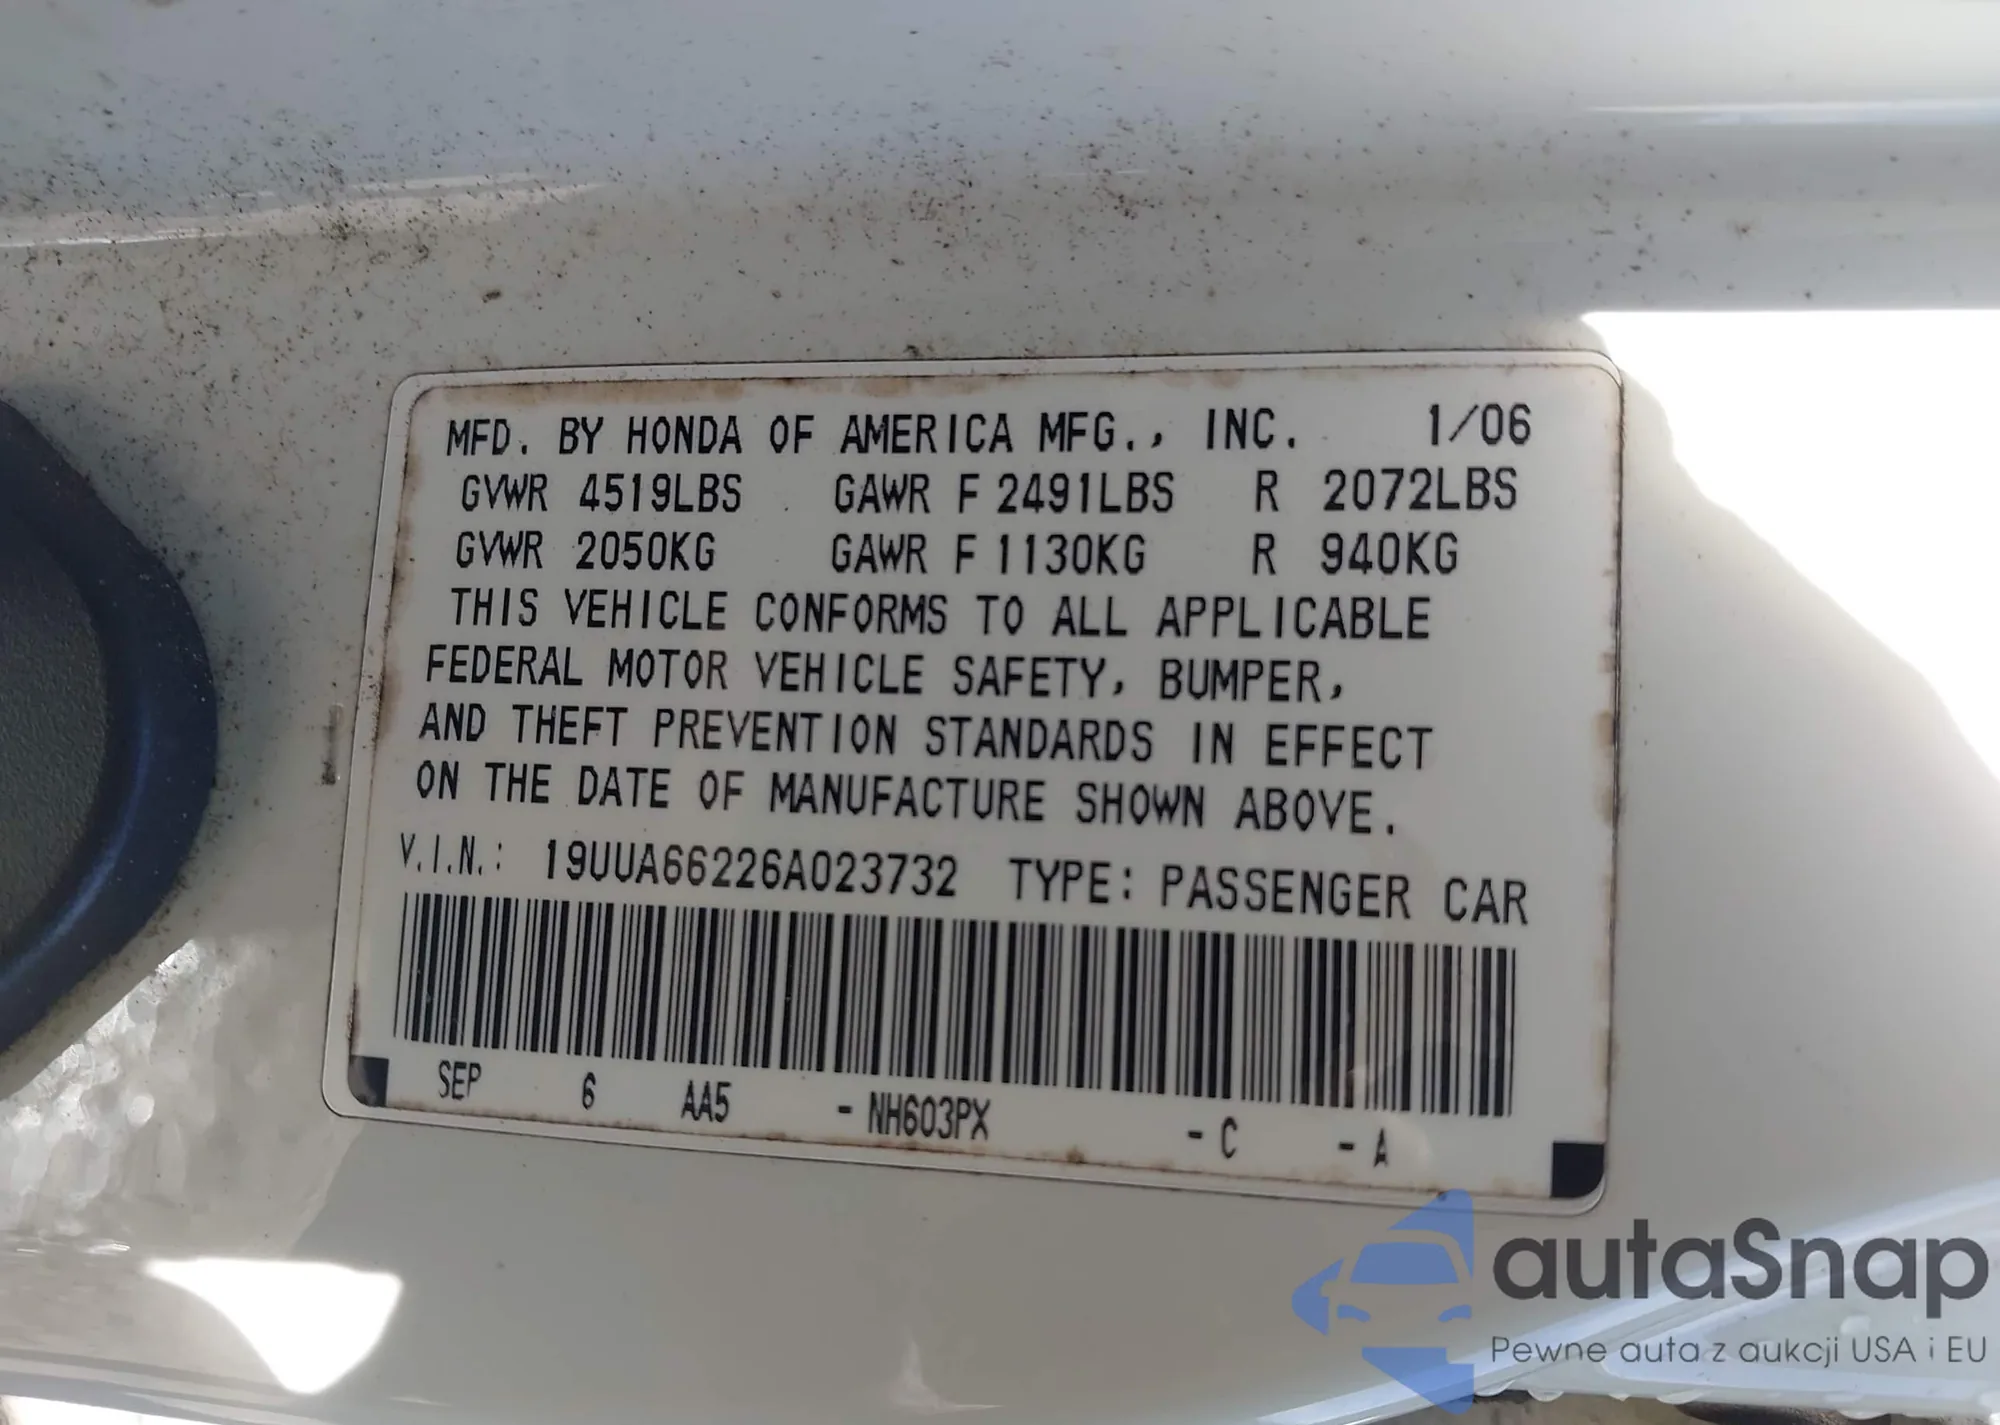 MFD. BY HONDA OF AMERICA MFG., INC. 1/06
GVWR 4519LBS GAWR F 2491LBS R 2072LBS
GVWR 2050KG GAWR F 1130KG R 940KG
THIS VEHICLE CONFORMS TO ALL APPLICABLE
FEDERAL MOTOR VEHICLE SAFETY, BUMPER,
AND THEFT PREVENTION STANDARDS IN EFFECT
ON THE DATE OF MANUFACTURE SHOWN ABOVE.
V.I.N.: 19UUA66226A023732 TYPE: PASSENGER CAR
SEP 6 AA5 - NH603PX - C - A
autaSnap
Pewne auta z aukcji USA i EU